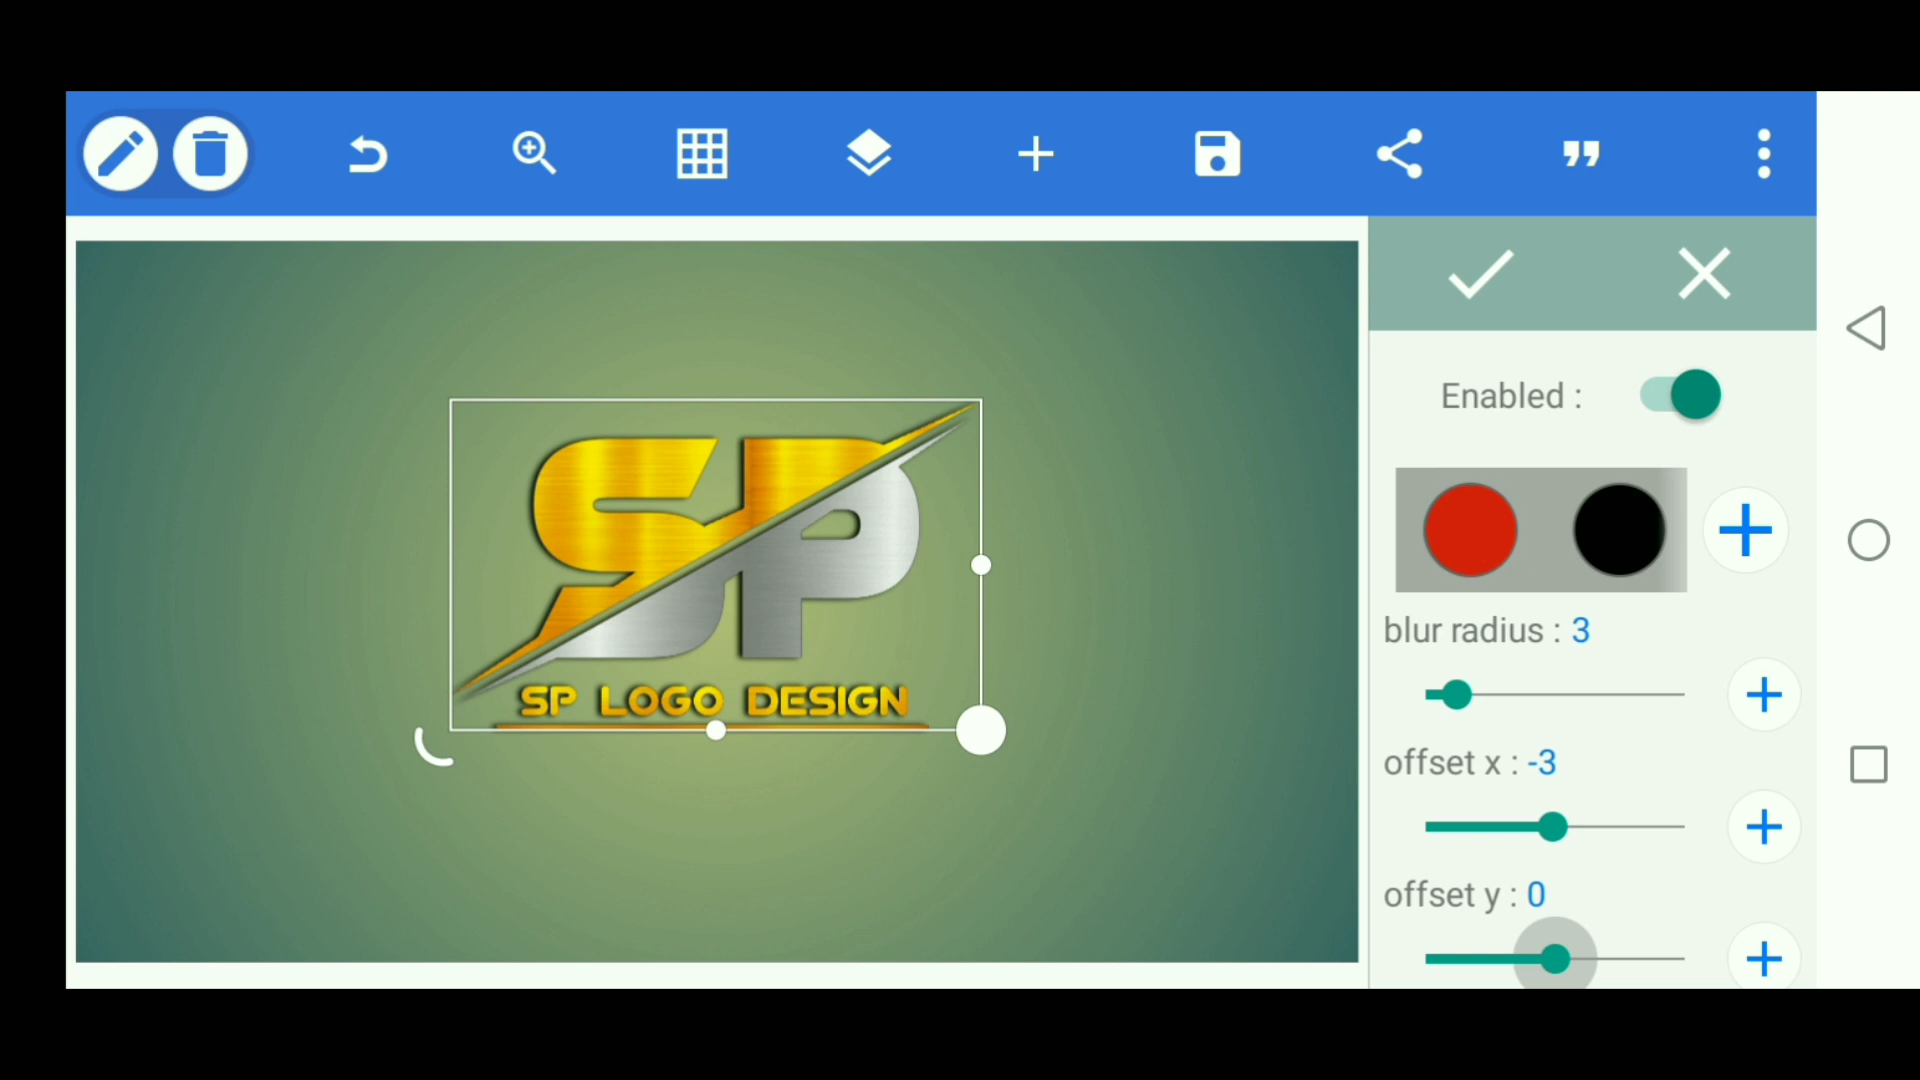 Enabled :
SP
blur radius : 3
SP LOGO DESIGN
offset x : -3
offset y : 0